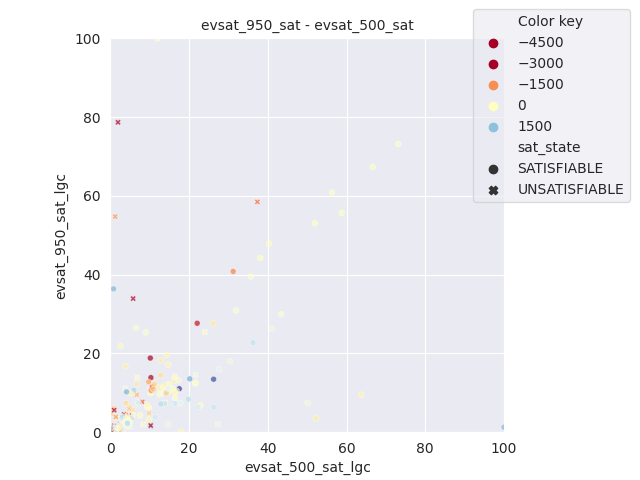 evsat_950_sat - evsat_500_sat
Color key
−4500
−3000
−1500
0
1500
sat_state
SATISFIABLE
UNSATISFIABLE
100
80
60
40
20
0
evsat_950_sat_lgc
0
20
40
60
80
100
evsat_500_sat_lgc